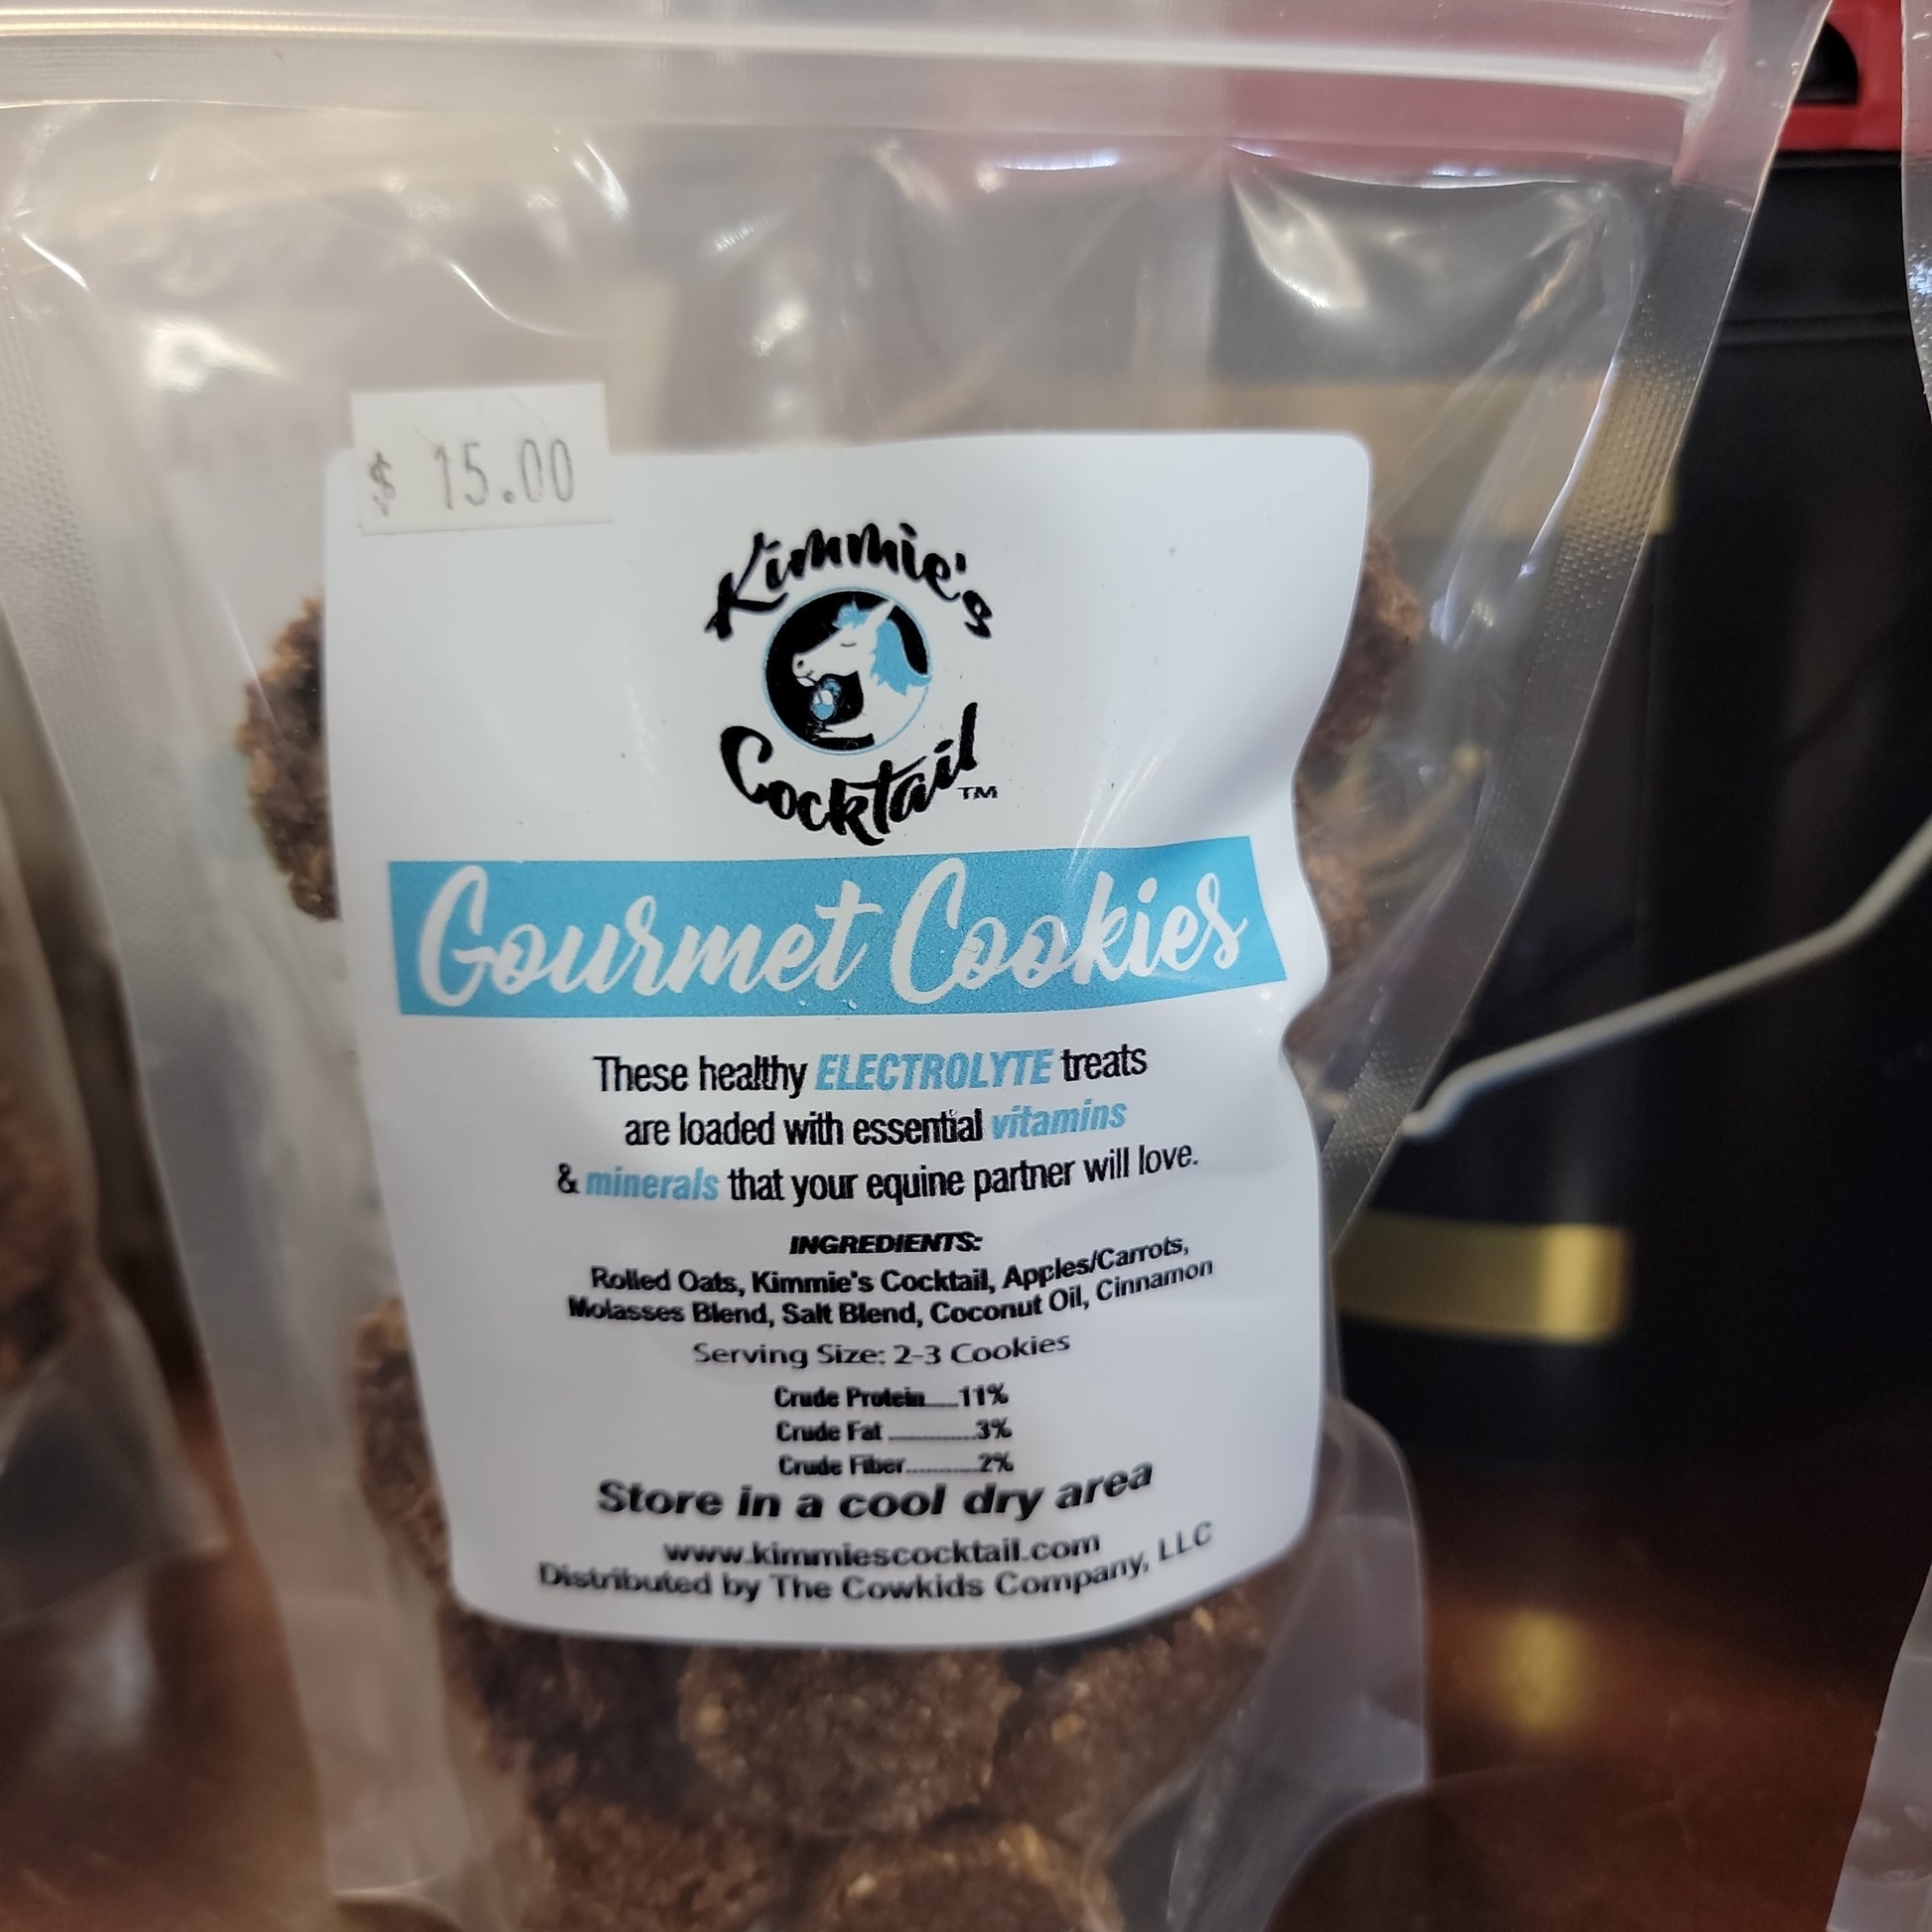 $ 15.00
Kimmie's
Cocktail™
Gourmet Cookies
These healthy ELECTROLYTE treats
are loaded with essential vitamins
& minerals that your equine partner will love.
INGREDIENTS:
Rolled Oats, Kimmie's Cocktail, Apples/Carrots,
Molasses Blend, Salt Blend, Coconut Oil, Cinnamon
Serving Size: 2-3 Cookies
Crude Protein.....11%
Crude Fat.............3%
Crude Fiber...........2%
Store in a cool dry area
www.kimmiescocktail.com
Distributed by The Cowkids Company, LLC